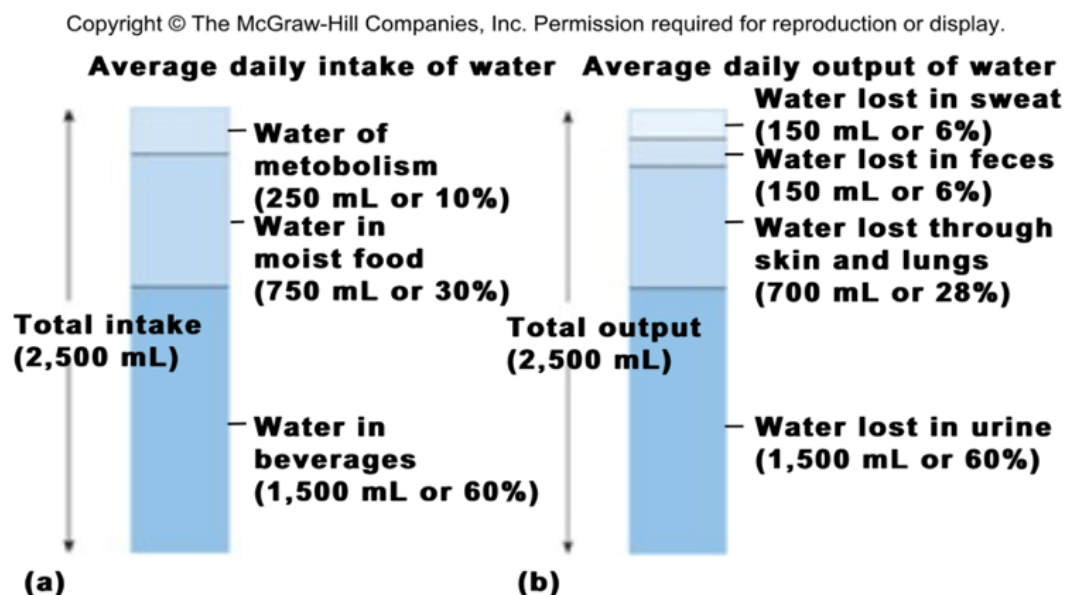 Copyright © The McGraw-Hill Companies, Inc. Permission required for reproduction or display.
Average daily intake of water
Water of
metobolism
(250 mL or 10%)
Water in
moist food
(750 mL or 30%)
Total intake
(2,500 mL)
Water in
beverages
(1,500 mL or 60%)
(a)
Average daily output of water
Water lost in sweat
(150 mL or 6%)
Water lost in feces
(150 mL or 6%)
Water lost through
skin and lungs
(700 mL or 28%)
Total output
(2,500 mL)
Water lost in urine
(1,500 mL or 60%)
(b)